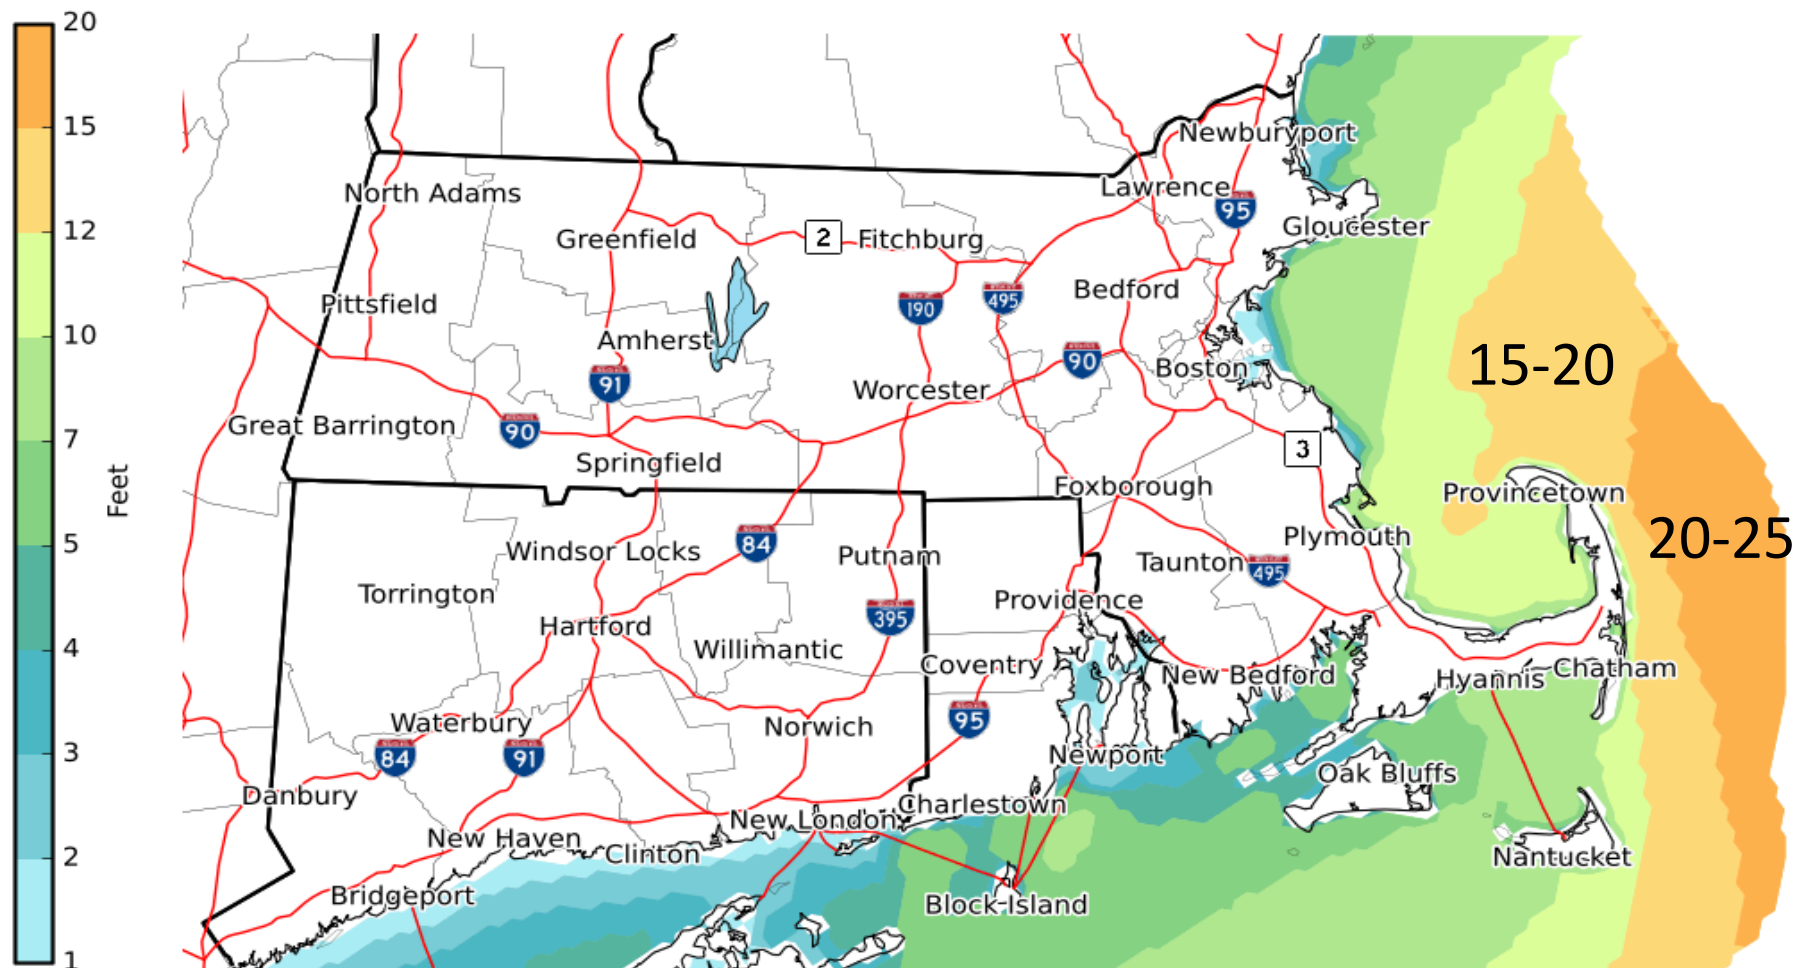 20
15
12
10
7
5
4
3
2
1
Feet
Newburyport
Lawrence
North Adams
95
Gloucester
Greenfield
2
Fitchburg
Bedford
Pittsfield
190
495
Amherst
90
Boston
15-20
91
Worcester
Great Barrington
90
Springfield
3
Foxborough
Provincetown
Plymouth
20-25
84
Windsor Locks
Putnam
Taunton
495
Torrington
Providence
395
Hartford
Willimantic
Coventry
New Bedford
Hyannis
Chatham
Waterbury
Norwich
95
84
91
Newport
Oak Bluffs
Danbury
Charlestown
New London
New Haven
Clinton
Nantucket
Bridgeport
Block Island